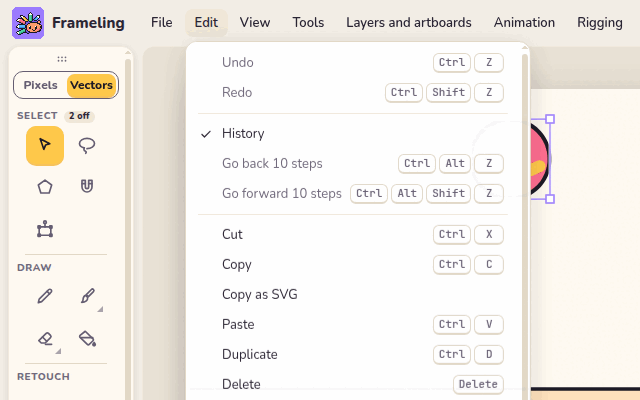 Frameling File Edit View Tools Layers and artboards Animation Rigging
Pixels Vectors
SELECT 2 off
DRAW
RETOUCH
Undo Ctrl Z
Redo Ctrl Shift Z
History
Go back 10 steps Ctrl Alt Z
Go forward 10 steps Ctrl Alt Shift Z
Cut Ctrl X
Copy Ctrl C
Copy as SVG
Paste Ctrl V
Duplicate Ctrl D
Delete Delete